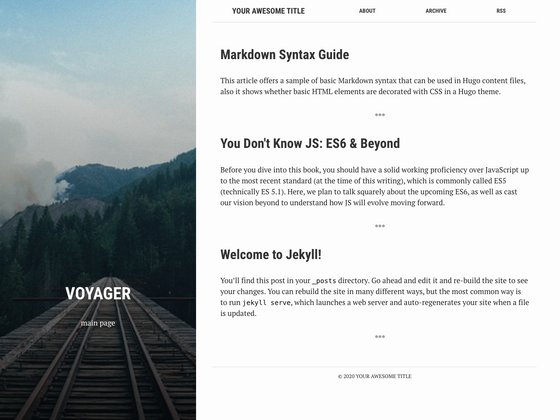 VOYAGER
main page
YOUR AWESOME TITLE
ABOUT
ARCHIVE
RSS
Markdown Syntax Guide
This article offers a sample of basic Markdown syntax that can be used in Hugo content files,
also it shows whether basic HTML elements are decorated with CSS in a Hugo theme.
***
You Don't Know JS: ES6 & Beyond
Before you dive into this book, you should have a solid working proficiency over JavaScript up
to the most recent standard (at the time of this writing), which is commonly called ES5
(technically ES 5.1). Here, we plan to talk squarely about the upcoming ES6, as well as cast
our vision beyond to understand how JS will evolve moving forward.
***
Welcome to Jekyll!
You’ll find this post in your _posts directory. Go ahead and edit it and re-build the site to see
your changes. You can rebuild the site in many different ways, but the most common way is
to run jekyll serve, which launches a web server and auto-regenerates your site when a file
is updated.
***
© 2020 YOUR AWESOME TITLE